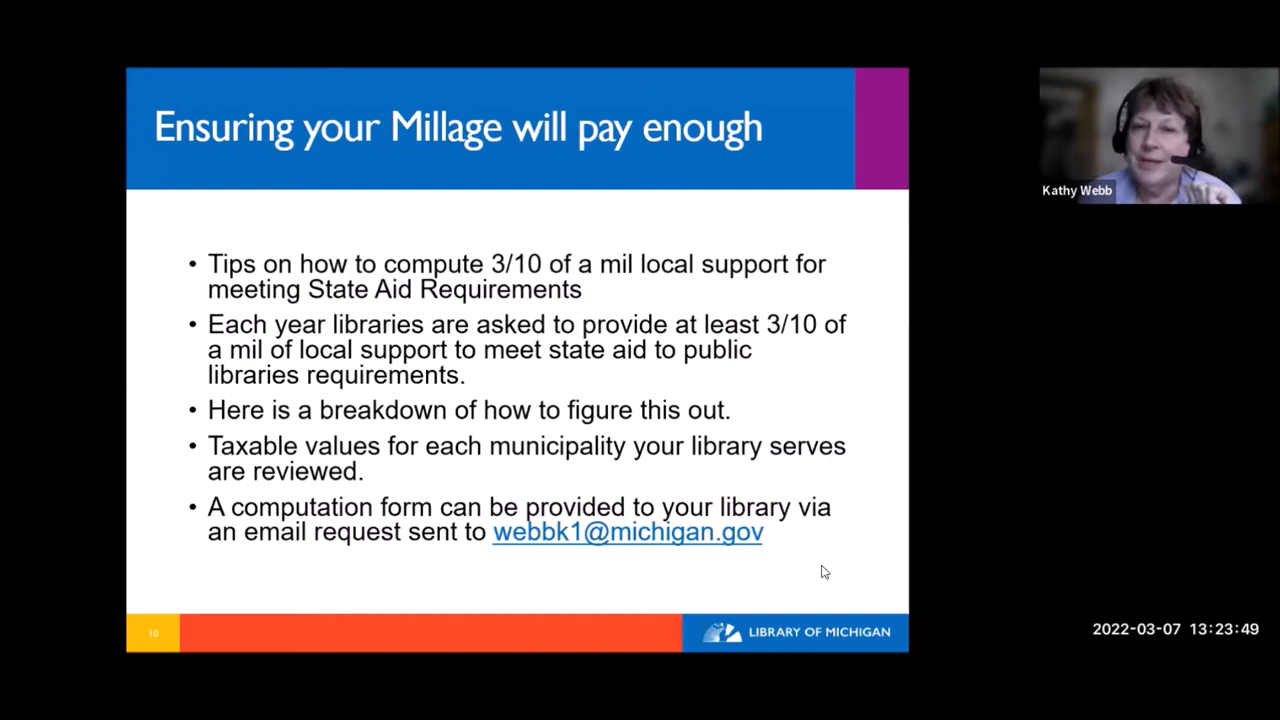 Ensuring your Millage will pay enough
Kathy Webb
• Tips on how to compute 3/10 of a mil local support for
meeting State Aid Requirements
• Each year libraries are asked to provide at least 3/10 of
a mil of local support to meet state aid to public
libraries requirements.
• Here is a breakdown of how to figure this out.
• Taxable values for each municipality your library serves
are reviewed.
• A computation form can be provided to your library via
an email request sent to webbk1@michigan.gov
10
LIBRARY OF MICHIGAN
2022-03-07 13:23:49